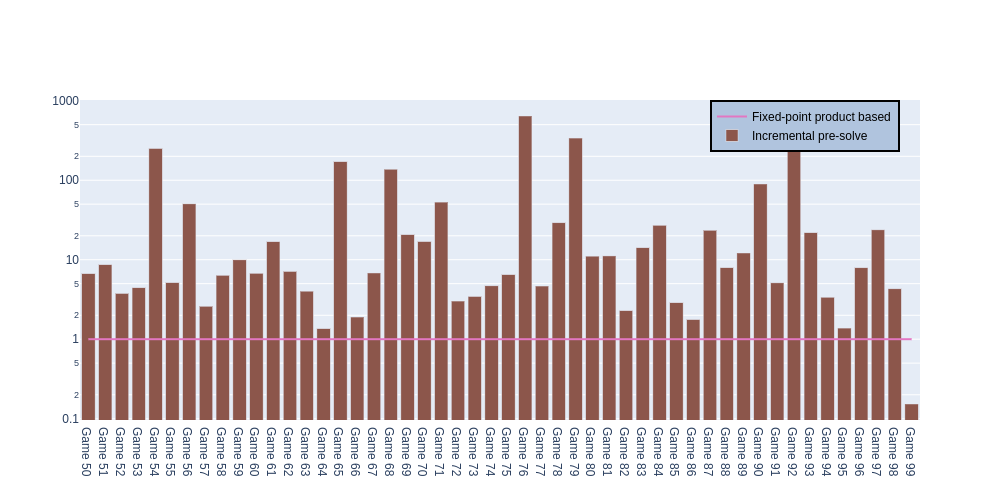 1000
5
2
100
5
2
10
5
2
1
5
2
0.1
Fixed-point product based
Incremental pre-solve
Game 50
Game 51
Game 52
Game 53
Game 54
Game 55
Game 56
Game 57
Game 58
Game 59
Game 60
Game 61
Game 62
Game 63
Game 64
Game 65
Game 66
Game 67
Game 68
Game 69
Game 70
Game 71
Game 72
Game 73
Game 74
Game 75
Game 76
Game 77
Game 78
Game 79
Game 80
Game 81
Game 82
Game 83
Game 84
Game 85
Game 86
Game 87
Game 88
Game 89
Game 90
Game 91
Game 92
Game 93
Game 94
Game 95
Game 96
Game 97
Game 98
Game 99